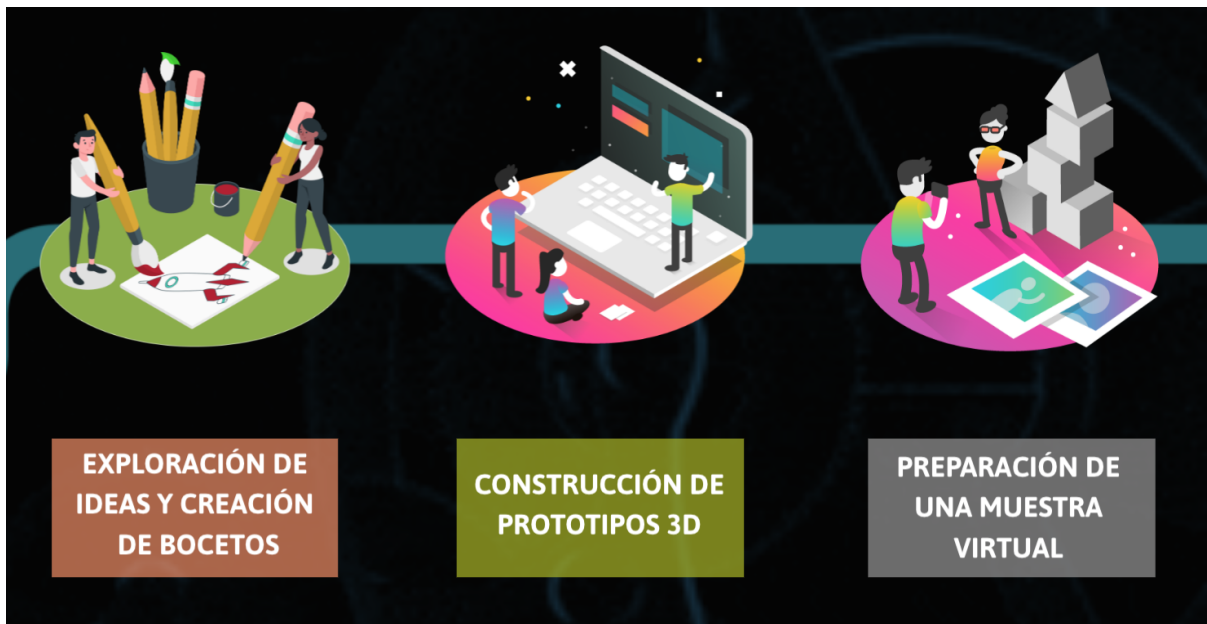 EXPLORACIÓN DE
IDEAS Y CREACIÓN
DE BOCETOS
CONSTRUCCIÓN DE
PROTOTIPOS 3D
PREPARACIÓN DE
UNA MUESTRA
VIRTUAL